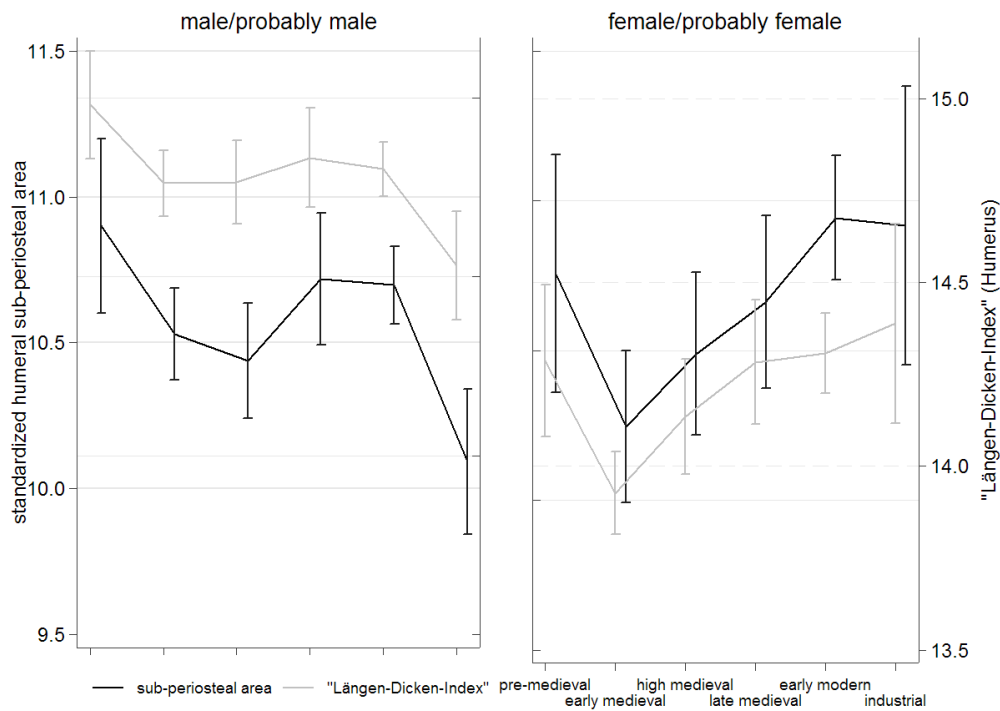 male/probably male
female/probably female
11.5
11.0
10.5
10.0
9.5
standardized humeral sub-periosteal area
15.0
14.5
14.0
13.5
"Längen-Dicken-Index" (Humerus)
sub-periosteal area
"Längen-Dicken-Index"
pre-medieval
early medieval
high medieval
late medieval
early modern
industrial